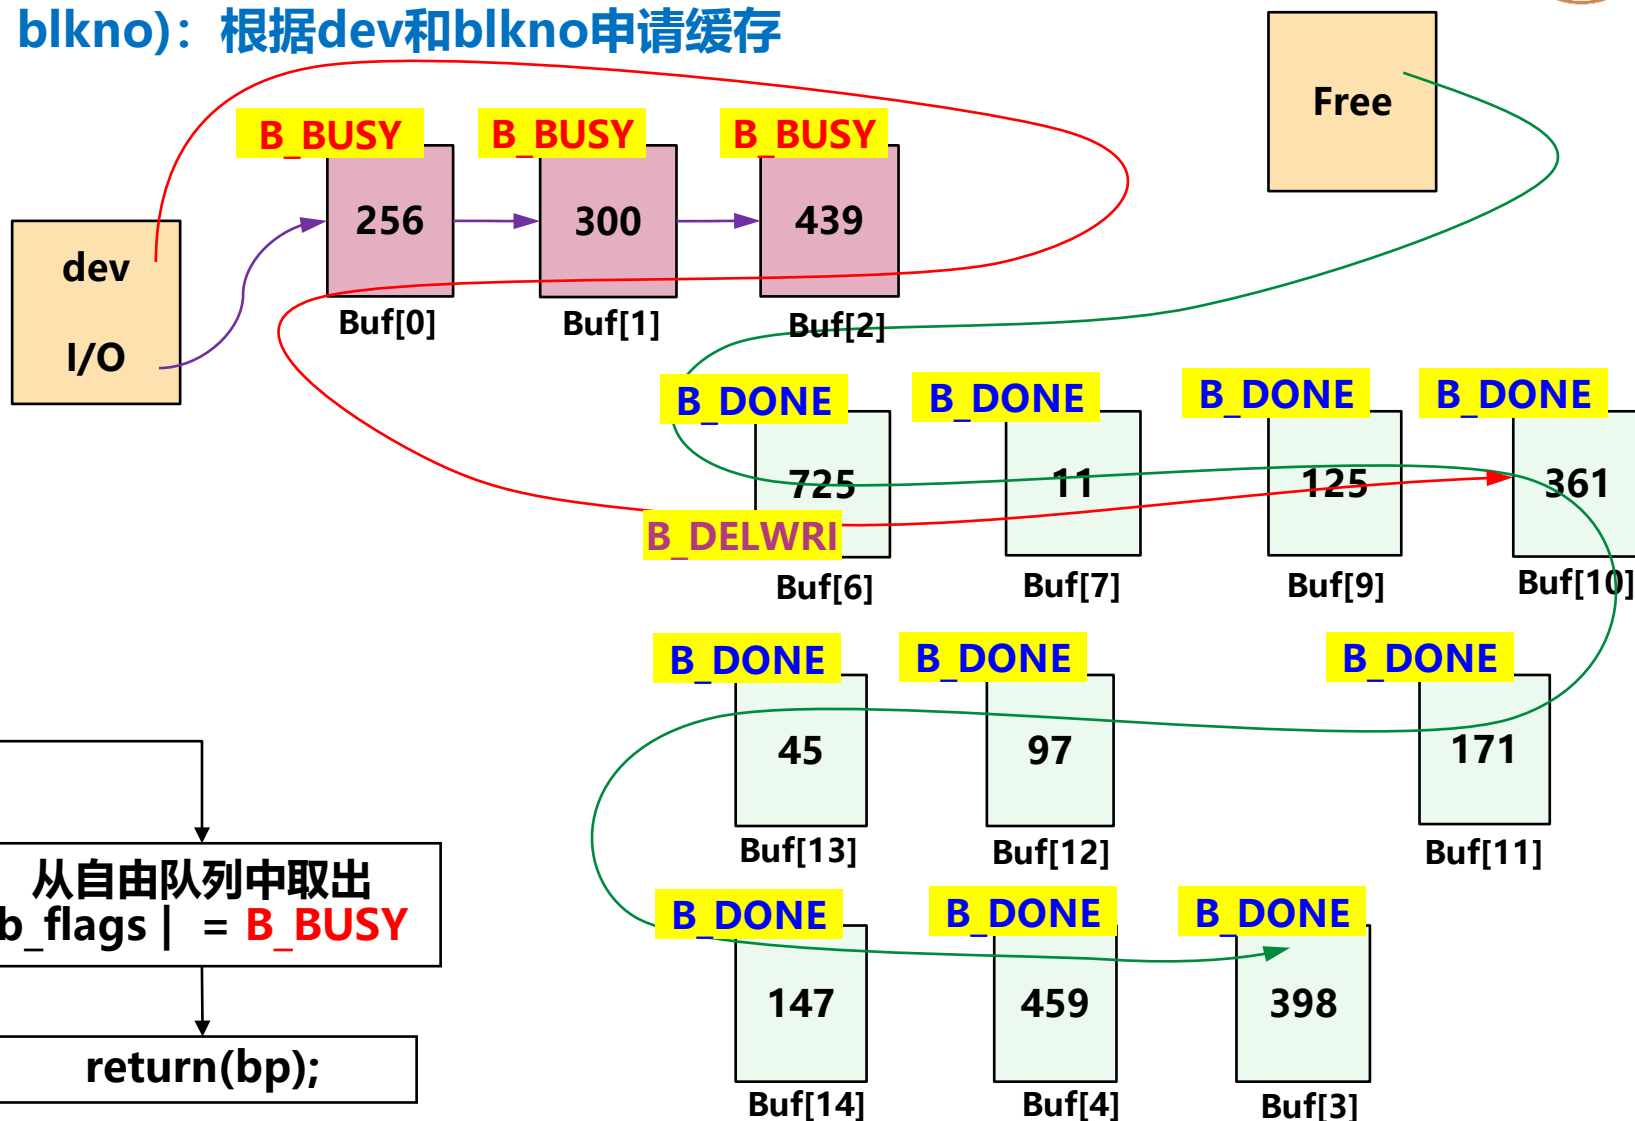 blkno)：根据dev和blkno申请缓存
Free
B_BUSY
B_BUSY
B_BUSY
256
300
439
dev
I/O
Buf[0]
Buf[1]
Buf[2]
B_DONE
B_DONE
B_DONE
B_DONE
725
11
125
361
B_DELWRI
Buf[6]
Buf[7]
Buf[9]
Buf[10]
B_DONE
B_DONE
B_DONE
45
97
171
Buf[13]
Buf[12]
Buf[11]
从自由队列中取出
b_flags | = B_BUSY
B_DONE
B_DONE
B_DONE
147
459
398
return(bp);
Buf[14]
Buf[4]
Buf[3]